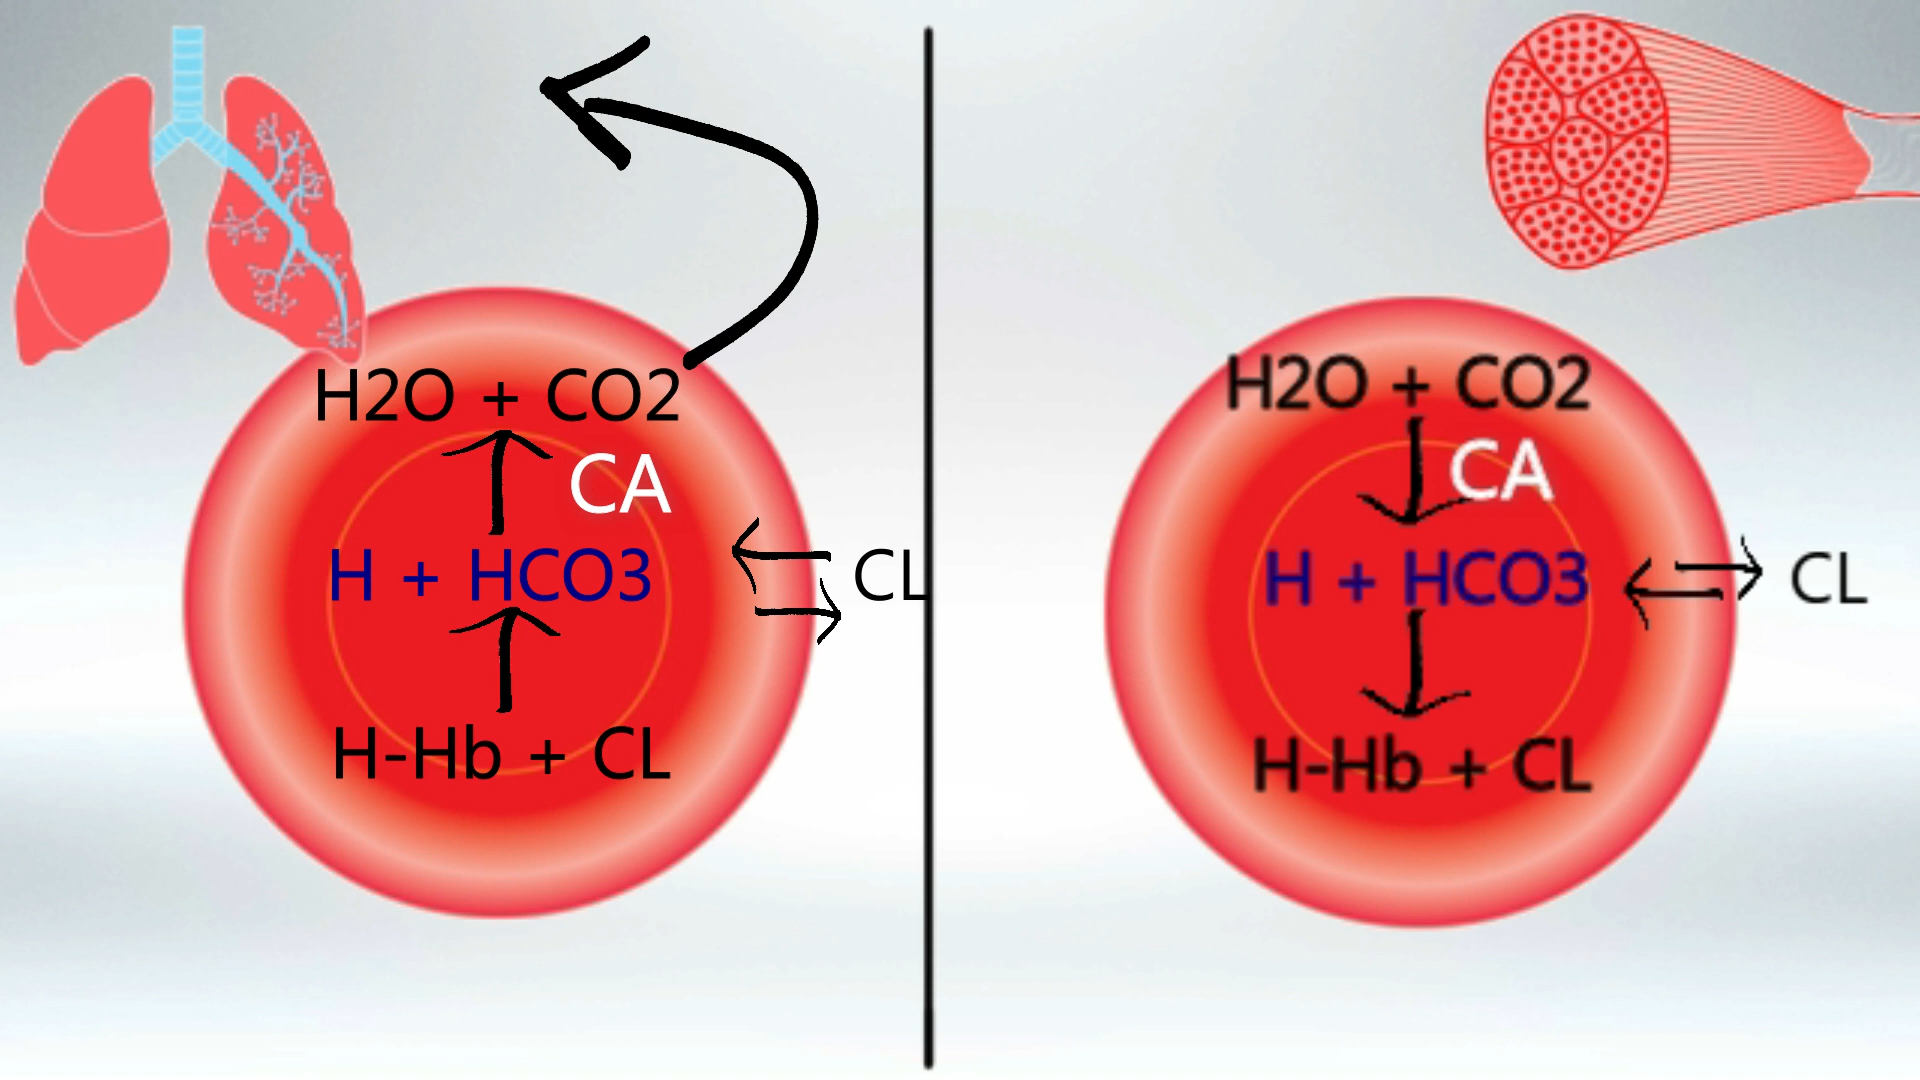 H2O + CO2
CA
H + HCO3
CL
H-Hb + CL
H2O + CO2
CA
H + HCO3
CL
H-Hb + CL